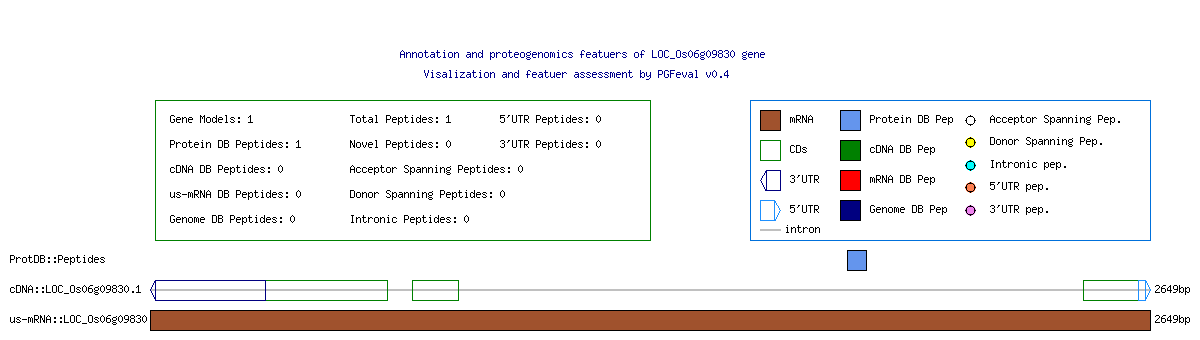 Annotation and proteogenomics featuers of LOC_Os06g09830 gene
Visalization and featuer assessment by PGFeval v0.4
Gene Models: 1 Total Peptides: 1 5'UTR Peptides: 0
Protein DB Peptides: 1 Novel Peptides: 0 3'UTR Peptides: 0
cDNA DB Peptides: 0 Acceptor Spanning Peptides: 0
us-mRNA DB Peptides: 0 Donor Spanning Peptides: 0
Genome DB Peptides: 0 Intronic Peptides: 0
mRNA Protein DB Pep Acceptor Spanning Pep.
CDs cDNA DB Pep Donor Spanning Pep.
3'UTR mRNA DB Pep Intronic pep.
5'UTR Genome DB Pep 5'UTR pep.
intron 3'UTR pep.
ProtDB::Peptides
cDNA::LOC_Os06g09830.1 2649bp
us-mRNA::LOC_Os06g09830 2649bp